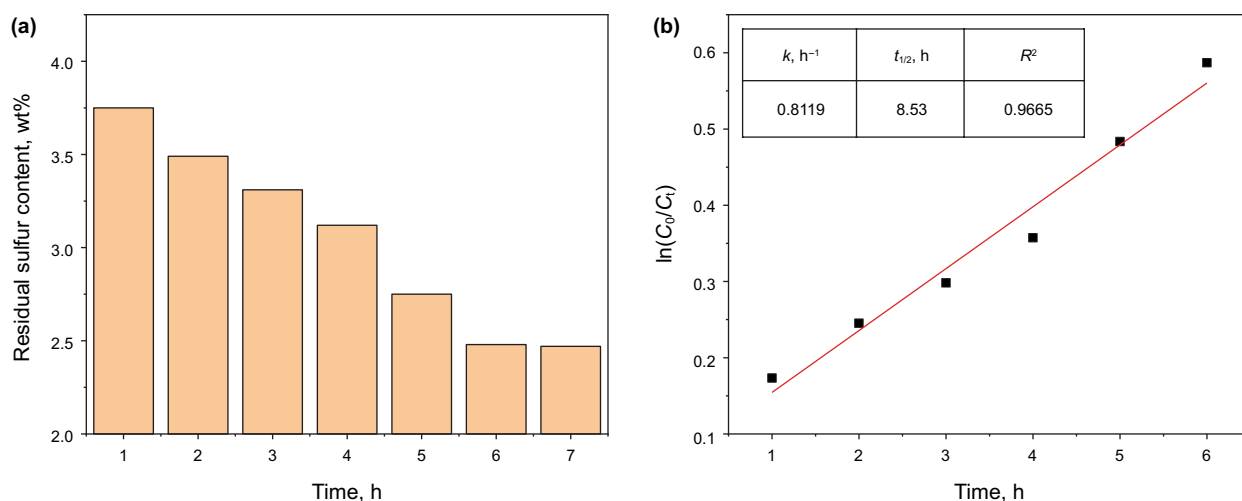 (a)
Residual sulfur content, wt%
4.0
3.5
3.0
2.5
2.0
1 2 3 4 5 6 7
Time, h
(b)
ln(C₀/Cₜ)
0.6
0.5
0.4
0.3
0.2
0.1
k, h⁻¹ t₁/₂, h R²
0.8119 8.53 0.9665
1 2 3 4 5 6
Time, h